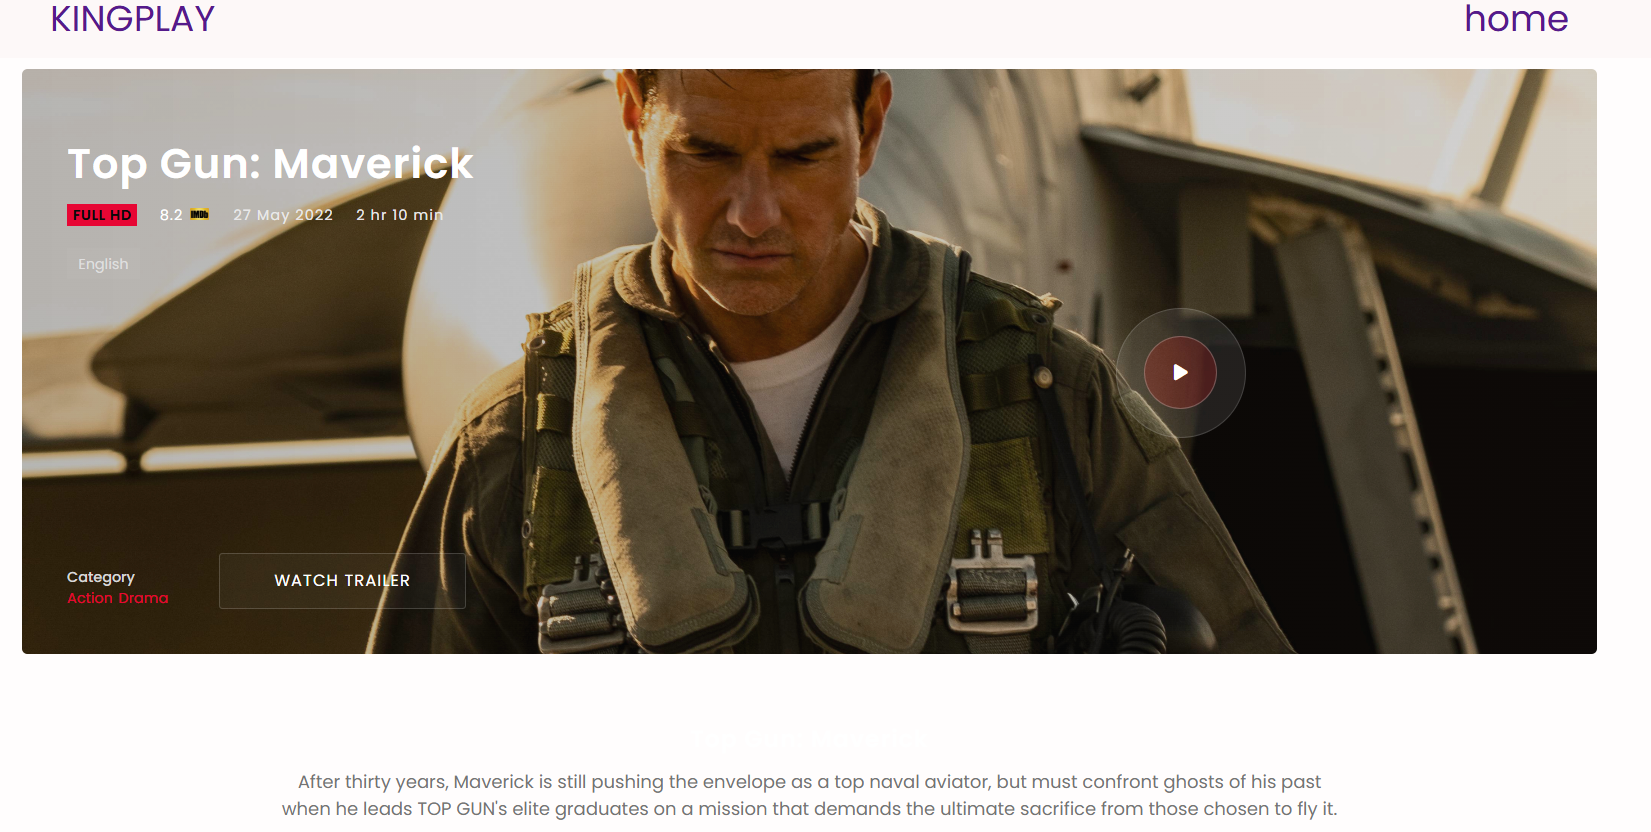 KINGPLAY
home
Top Gun: Maverick
FULL HD 8.2 IMDb 27 May 2022 2 hr 10 min
English
Category
Action Drama
WATCH TRAILER
After thirty years, Maverick is still pushing the envelope as a top naval aviator, but must confront ghosts of his past
when he leads TOP GUN's elite graduates on a mission that demands the ultimate sacrifice from those chosen to fly it.